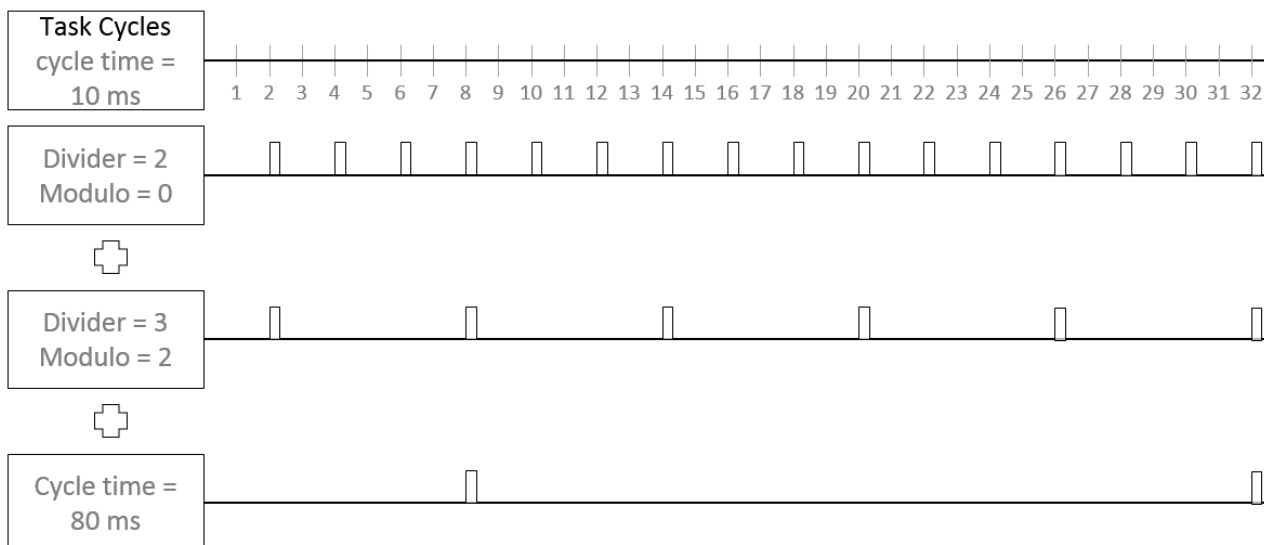 Task Cycles
cycle time =
10 ms
1 2 3 4 5 6 7 8 9 10 11 12 13 14 15 16 17 18 19 20 21 22 23 24 25 26 27 28 29 30 31 32
Divider = 2
Modulo = 0
Divider = 3
Modulo = 2
Cycle time =
80 ms